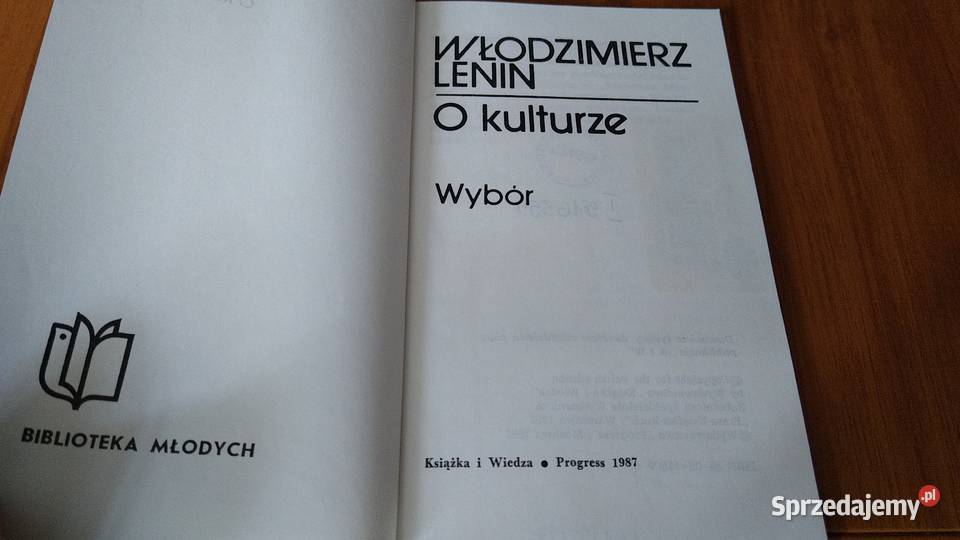 BIBLIOTEKA MŁODYCH
WŁODZIMIERZ
LENIN
O kulturze
Wybór
Książka i Wiedza ● Progress 1987
Sprzedajemy.pl